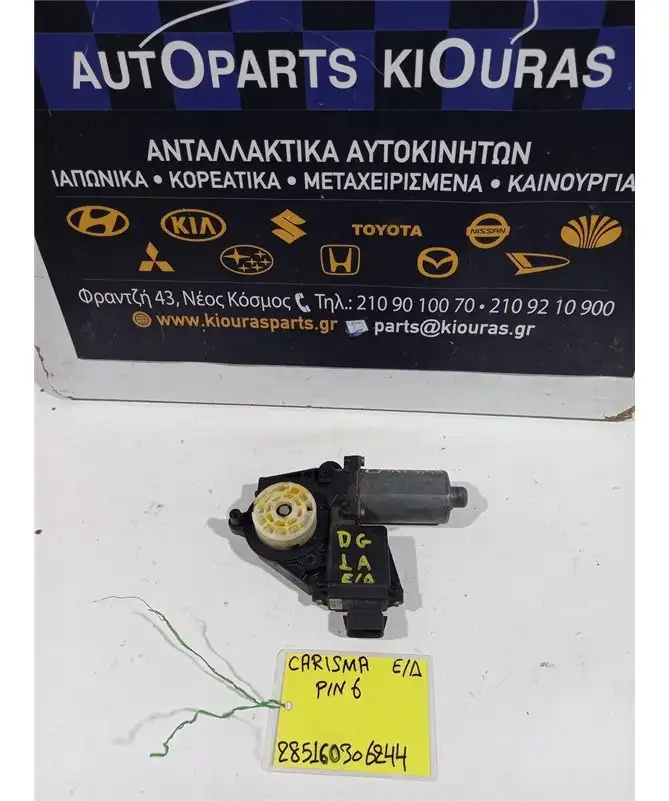 AUTOPARTS KIOURAS
ΑΝΤΑΛΛΑΚΤΙΚΑ ΑΥΤΟΚΙΝΗΤΩΝ
ΙΑΠΩΝΙΚΑ • ΚΟΡΕΑΤΙΚΑ • ΜΕΤΑΧΕΙΡΙΣΜΕΝΑ • ΚΑΙΝΟΥΡΓΙΑ
KIA
TOYOTA
NISSAN
Φραντζή 43, Νέος Κόσμος Τηλ.: 210 90 100 70 • 210 92 10 900
www.kiourasparts.gr parts@kiouras.gr
DG
1A
Ε/Δ
CARISMA Ε/Δ
PIN 6
285160306244